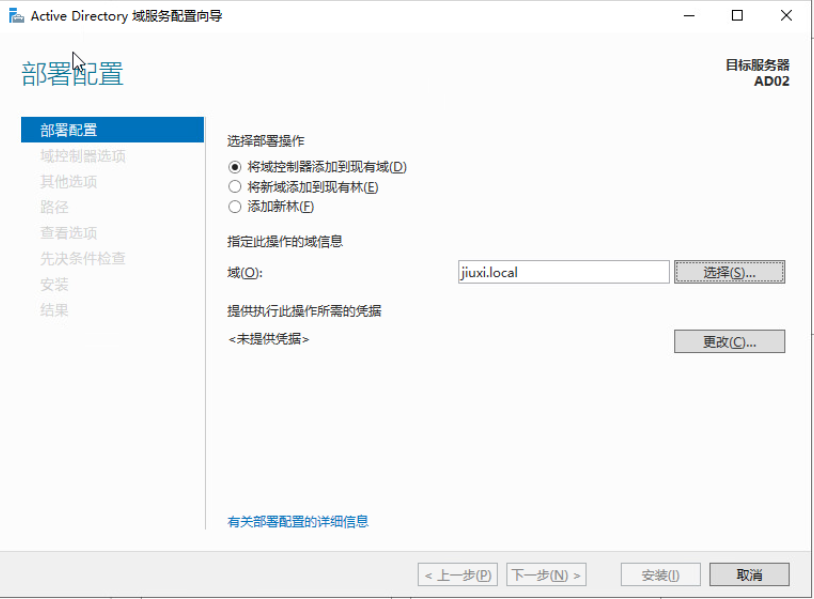 Active Directory 域服务配置向导
部署配置
目标服务器
AD02
部署配置
域控制器选项
其他选项
路径
查看选项
先决条件检查
安装
结果
选择部署操作
将域控制器添加到现有域(D)
将新域添加到现有林(E)
添加新林(F)
指定此操作的域信息
域(O):
jiuxi.local
选择(S)...
提供执行此操作所需的凭据
<未提供凭据>
更改(C)...
有关部署配置的详细信息
< 上一步(P)
下一步(N) >
安装(I)
取消